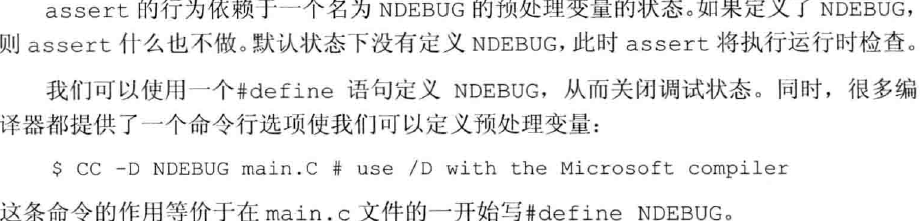 assert 的行为依赖于一个名为 NDEBUG 的预处理变量的状态。如果定义了 NDEBUG,
则 assert 什么也不做。默认状态下没有定义 NDEBUG,此时 assert 将执行运行时检查。
我们可以使用一个#define 语句定义 NDEBUG,从而关闭调试状态。同时,很多编
译器都提供了一个命令行选项使我们可以定义预处理变量:
$ CC -D NDEBUG main.C # use /D with the Microsoft compiler
这条命令的作用等价于在 main.c 文件的一开始写#define NDEBUG。